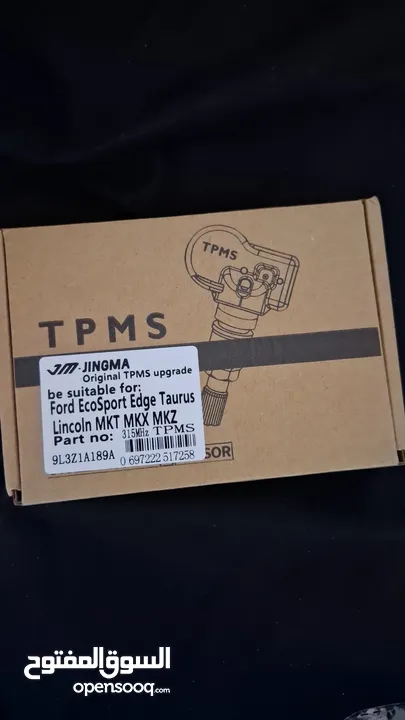 TPMS
TPMS
JM-JINGMA
Original TPMS upgrade
be suitable for:
Ford EcoSport Edge Taurus
Lincoln MKT MKX MKZ
Part no: 315MHz TPMS
9L3Z1A189A
0 697222 517258
SOR
السوق المفتوح
opensooq.com